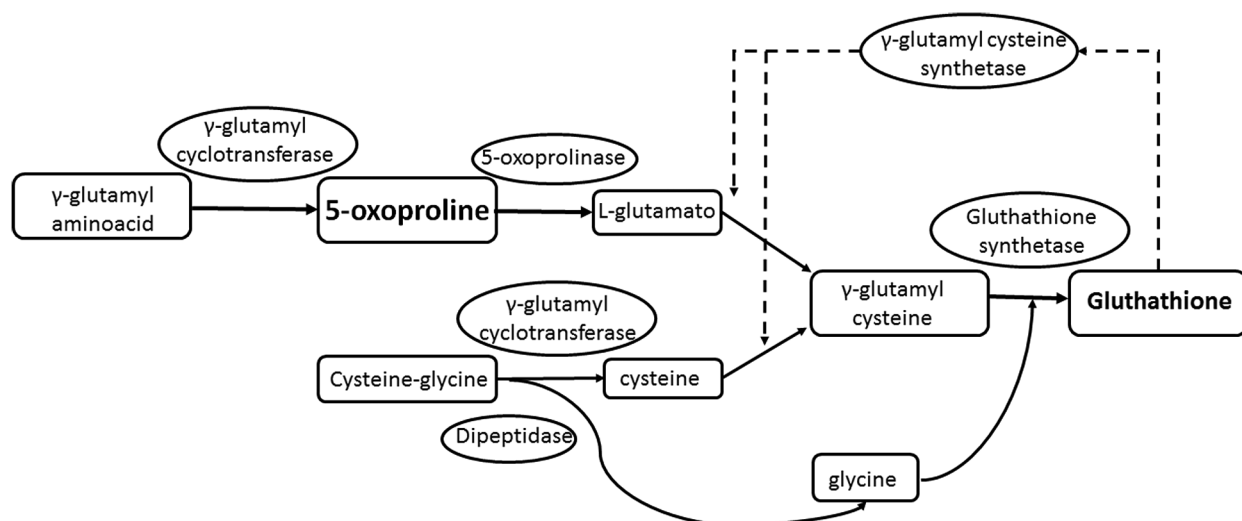 γ-glutamyl cysteine
synthetase
γ-glutamyl
cyclotransferase
5-oxoprolinase
γ-glutamyl
aminoacid
5-oxoproline
L-glutamato
Gluthathione
synthetase
γ-glutamyl
cysteine
Gluthathione
γ-glutamyl
cyclotransferase
Cysteine-glycine
cysteine
Dipeptidase
glycine